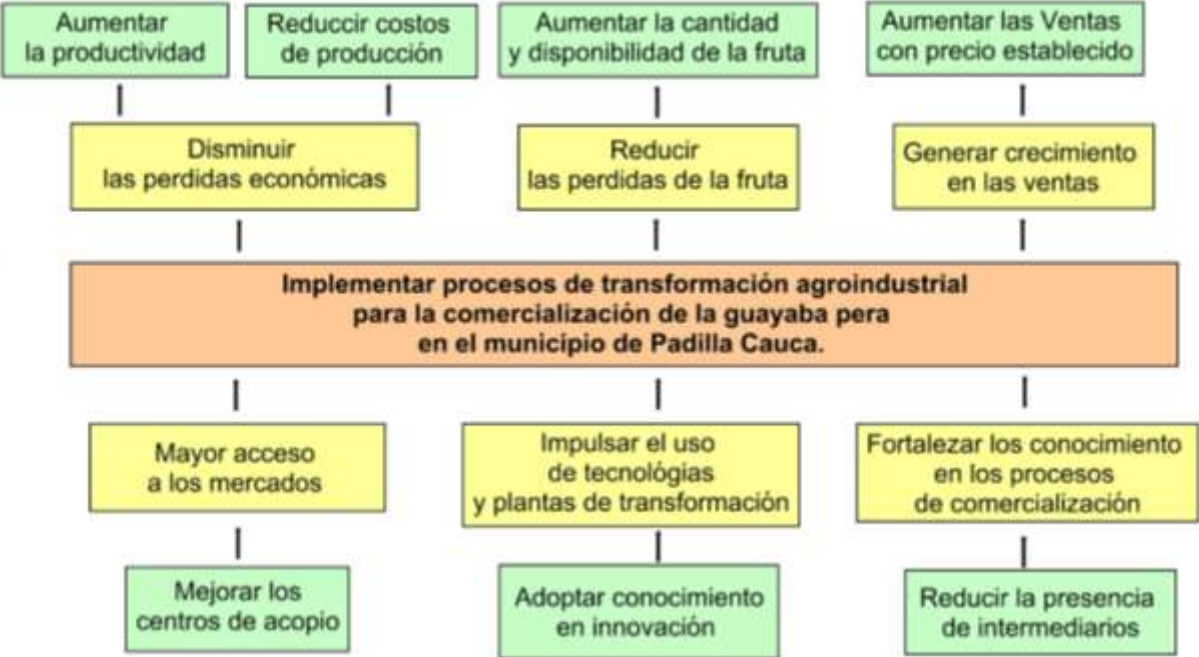 Aumentar
la productividad
Reduccir costos
de producción
Aumentar la cantidad
y disponibilidad de la fruta
Aumentar las Ventas
con precio establecido
Disminuir
las perdidas económicas
Reducir
las perdidas de la fruta
Generar crecimiento
en las ventas
Implementar procesos de transformación agroindustrial
para la comercialización de la guayaba pera
en el municipio de Padilla Cauca.
Mayor acceso
a los mercados
Impulsar el uso
de tecnológias
y plantas de transformación
Fortalezar los conocimiento
en los procesos
de comercialización
Mejorar los
centros de acopio
Adoptar conocimiento
en innovación
Reducir la presencia
de intermediarios